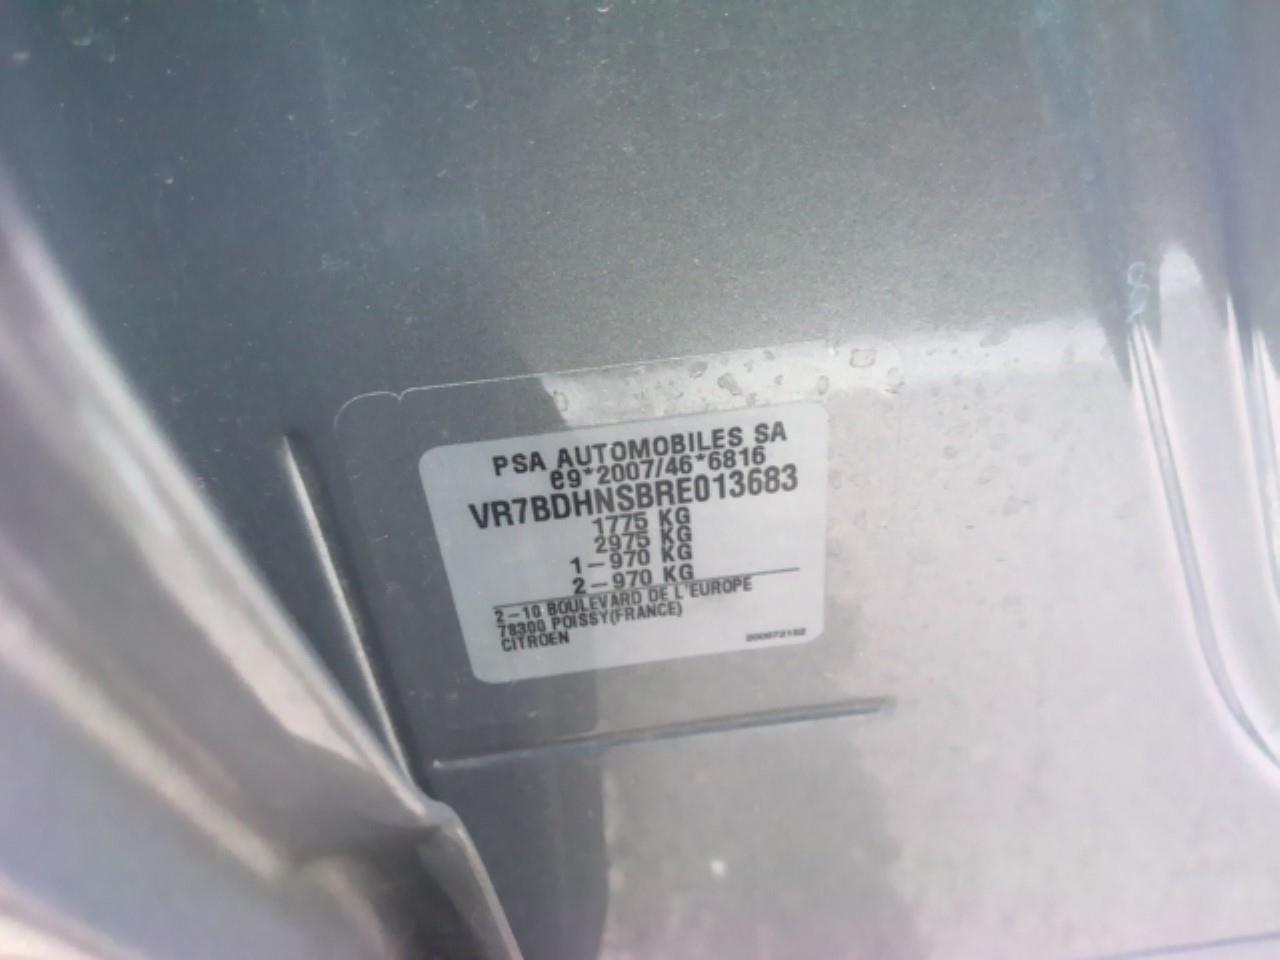 PSA AUTOMOBILES SA
e9*2007/46*6816
VR7BDHNSBRE013683
1775 KG
2975 KG
1-970 KG
2-970 KG
2-10 BOULEVARD DE L'EUROPE
78300 POISSY(FRANCE)
CITROEN